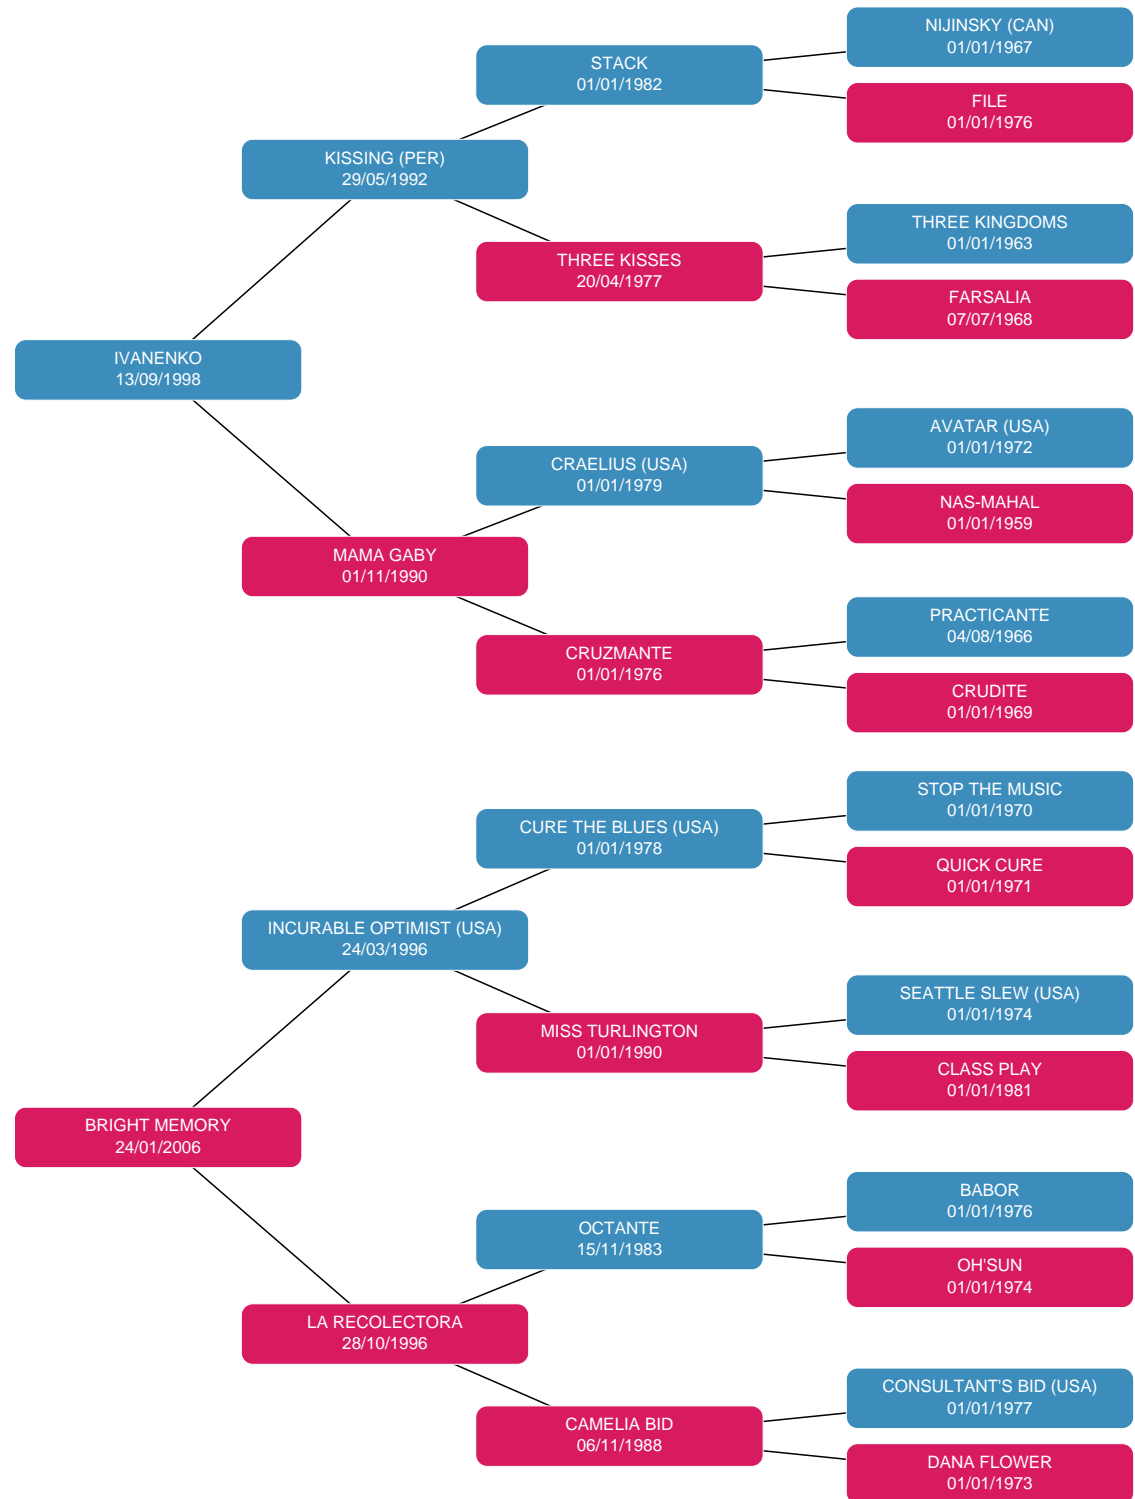 NIJINSKY (CAN)
01/01/1967
STACK
01/01/1982
FILE
01/01/1976
KISSING (PER)
29/05/1992
THREE KINGDOMS
01/01/1963
THREE KISSES
20/04/1977
FARSALIA
07/07/1968
IVANENKO
13/09/1998
AVATAR (USA)
01/01/1972
CRAELIUS (USA)
01/01/1979
NAS-MAHAL
01/01/1959
MAMA GABY
01/11/1990
PRACTICANTE
04/08/1966
CRUZMANTE
01/01/1976
CRUDITE
01/01/1969
STOP THE MUSIC
01/01/1970
CURE THE BLUES (USA)
01/01/1978
QUICK CURE
01/01/1971
INCURABLE OPTIMIST (USA)
24/03/1996
SEATTLE SLEW (USA)
01/01/1974
MISS TURLINGTON
01/01/1990
CLASS PLAY
01/01/1981
BRIGHT MEMORY
24/01/2006
BABOR
01/01/1976
OCTANTE
15/11/1983
OH'SUN
01/01/1974
LA RECOLECTORA
28/10/1996
CONSULTANT'S BID (USA)
01/01/1977
CAMELIA BID
06/11/1988
DANA FLOWER
01/01/1973